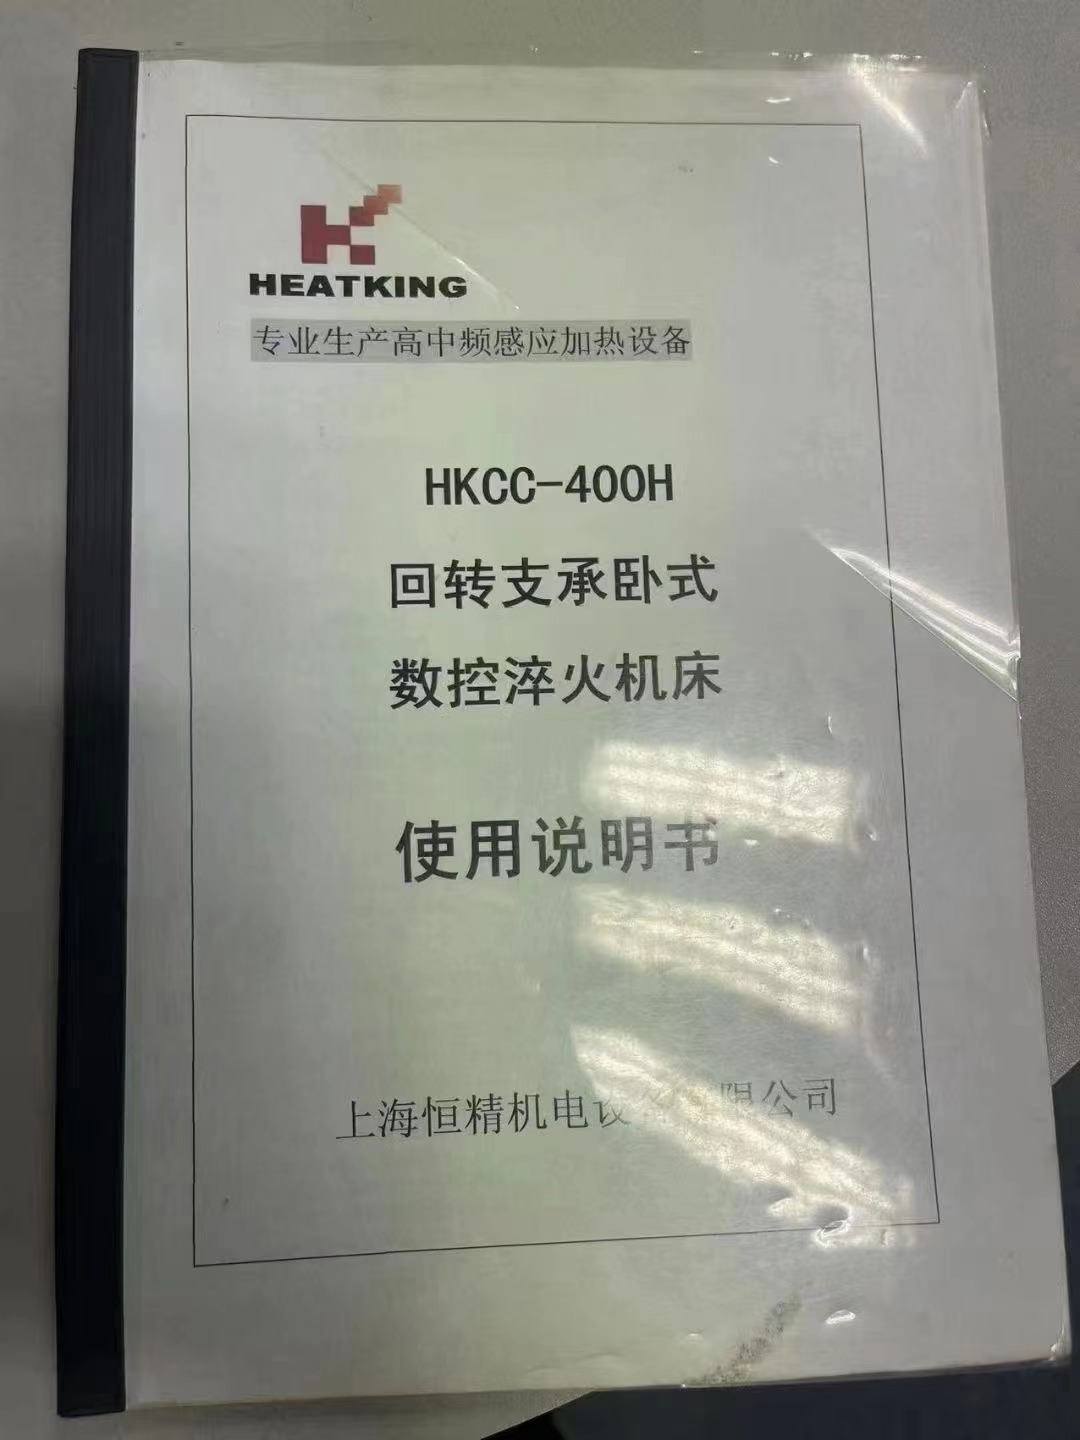 HEATKING
专业生产高中频感应加热设备
HKCC-400H
回转支承卧式
数控淬火机床
使用说明书
上海恒精机电设备有限公司